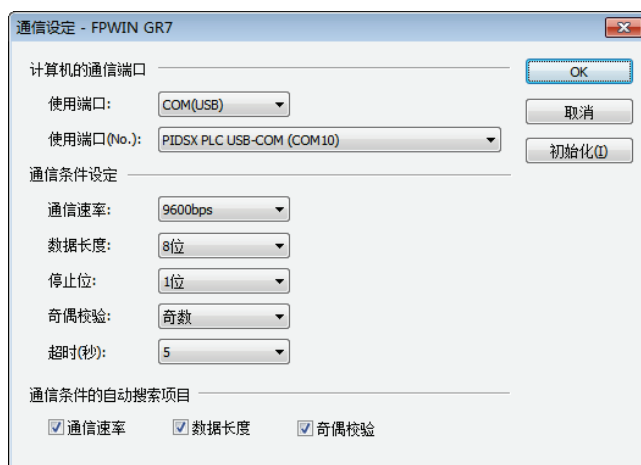 通信设定 - FPWIN GR7
计算机的通信端口
OK
使用端口: COM(USB)
取消
使用端口(No.): PIDSX PLC USB-COM (COM10)
初始化(I)
通信条件设定
通信速率: 9600bps
数据长度: 8位
停止位: 1位
奇偶校验: 奇数
超时(秒): 5
通信条件的自动搜索项目
通信速率 数据长度 奇偶校验